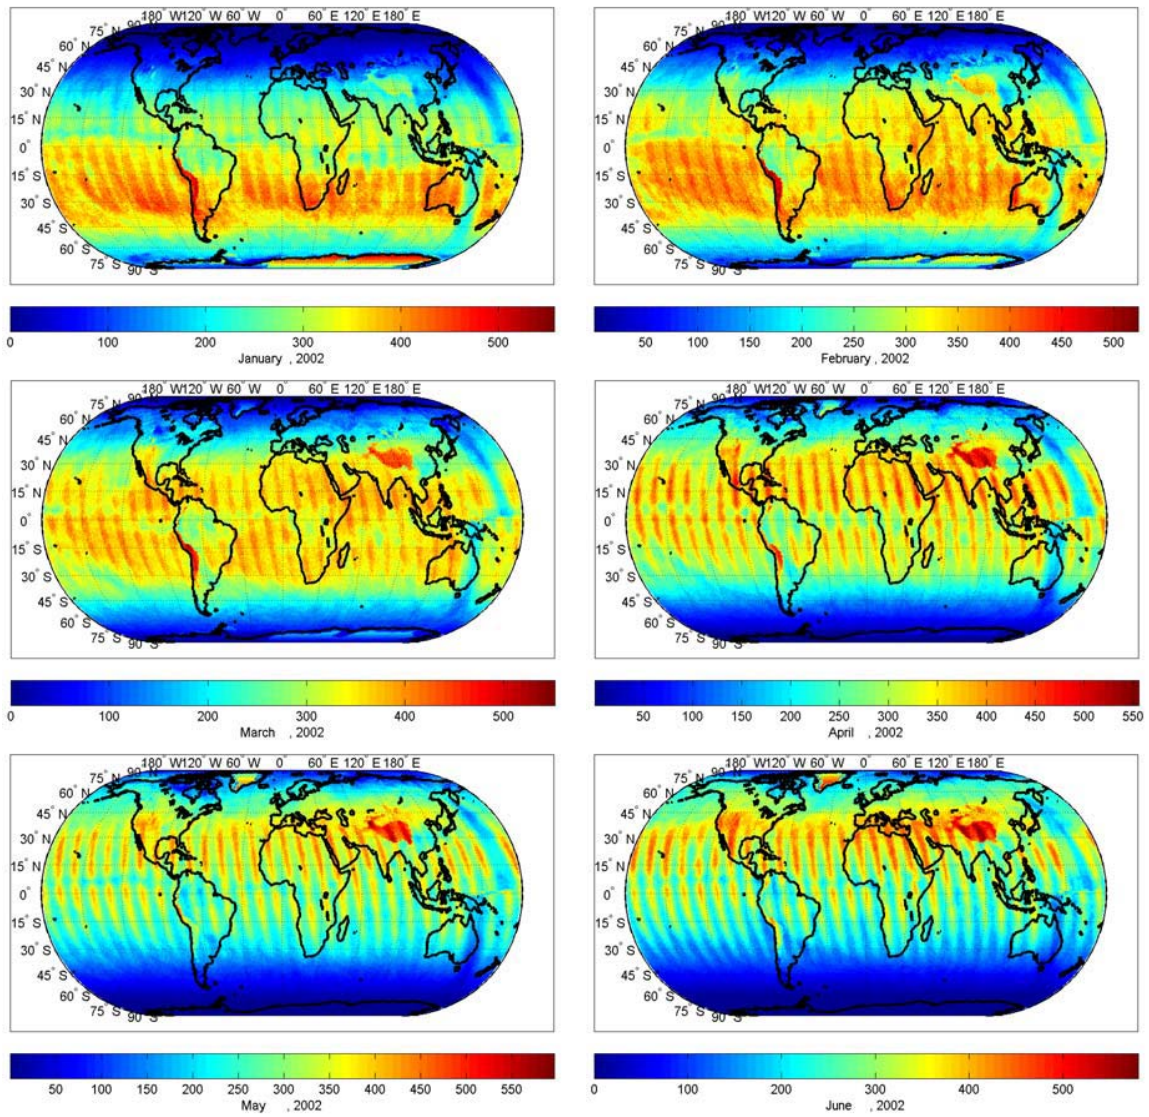 180° W120° W 60° W 0° 60° E 120° E 180° E
75° N
60° N
45° N
30° N
15° N
0°
15° S
30° S
45° S
60° S
75° S
90° S
0 100 200 300 400 500
January , 2002
180° W120° W 60° W 0° 60° E 120° E 180° E
75° N
60° N
45° N
30° N
15° N
0°
15° S
30° S
45° S
60° S
75° S
90° S
50 100 150 200 250 300 350 400 450 500
February , 2002
180° W120° W 60° W 0° 60° E 120° E 180° E
75° N
60° N
45° N
30° N
15° N
0°
15° S
30° S
45° S
60° S
75° S
90° S
0 100 200 300 400 500
March , 2002
180° W120° W 60° W 0° 60° E 120° E 180° E
75° N
60° N
45° N
30° N
15° N
0°
15° S
30° S
45° S
60° S
75° S
90° S
50 100 150 200 250 300 350 400 450 500 550
April , 2002
180° W120° W 60° W 0° 60° E 120° E 180° E
75° N
60° N
45° N
30° N
15° N
0°
15° S
30° S
45° S
60° S
75° S
90° S
50 100 150 200 250 300 350 400 450 500 550
May , 2002
180° W120° W 60° W 0° 60° E 120° E 180° E
75° N
60° N
45° N
30° N
15° N
0°
15° S
30° S
45° S
60° S
75° S
90° S
0 100 200 300 400 500
June , 2002